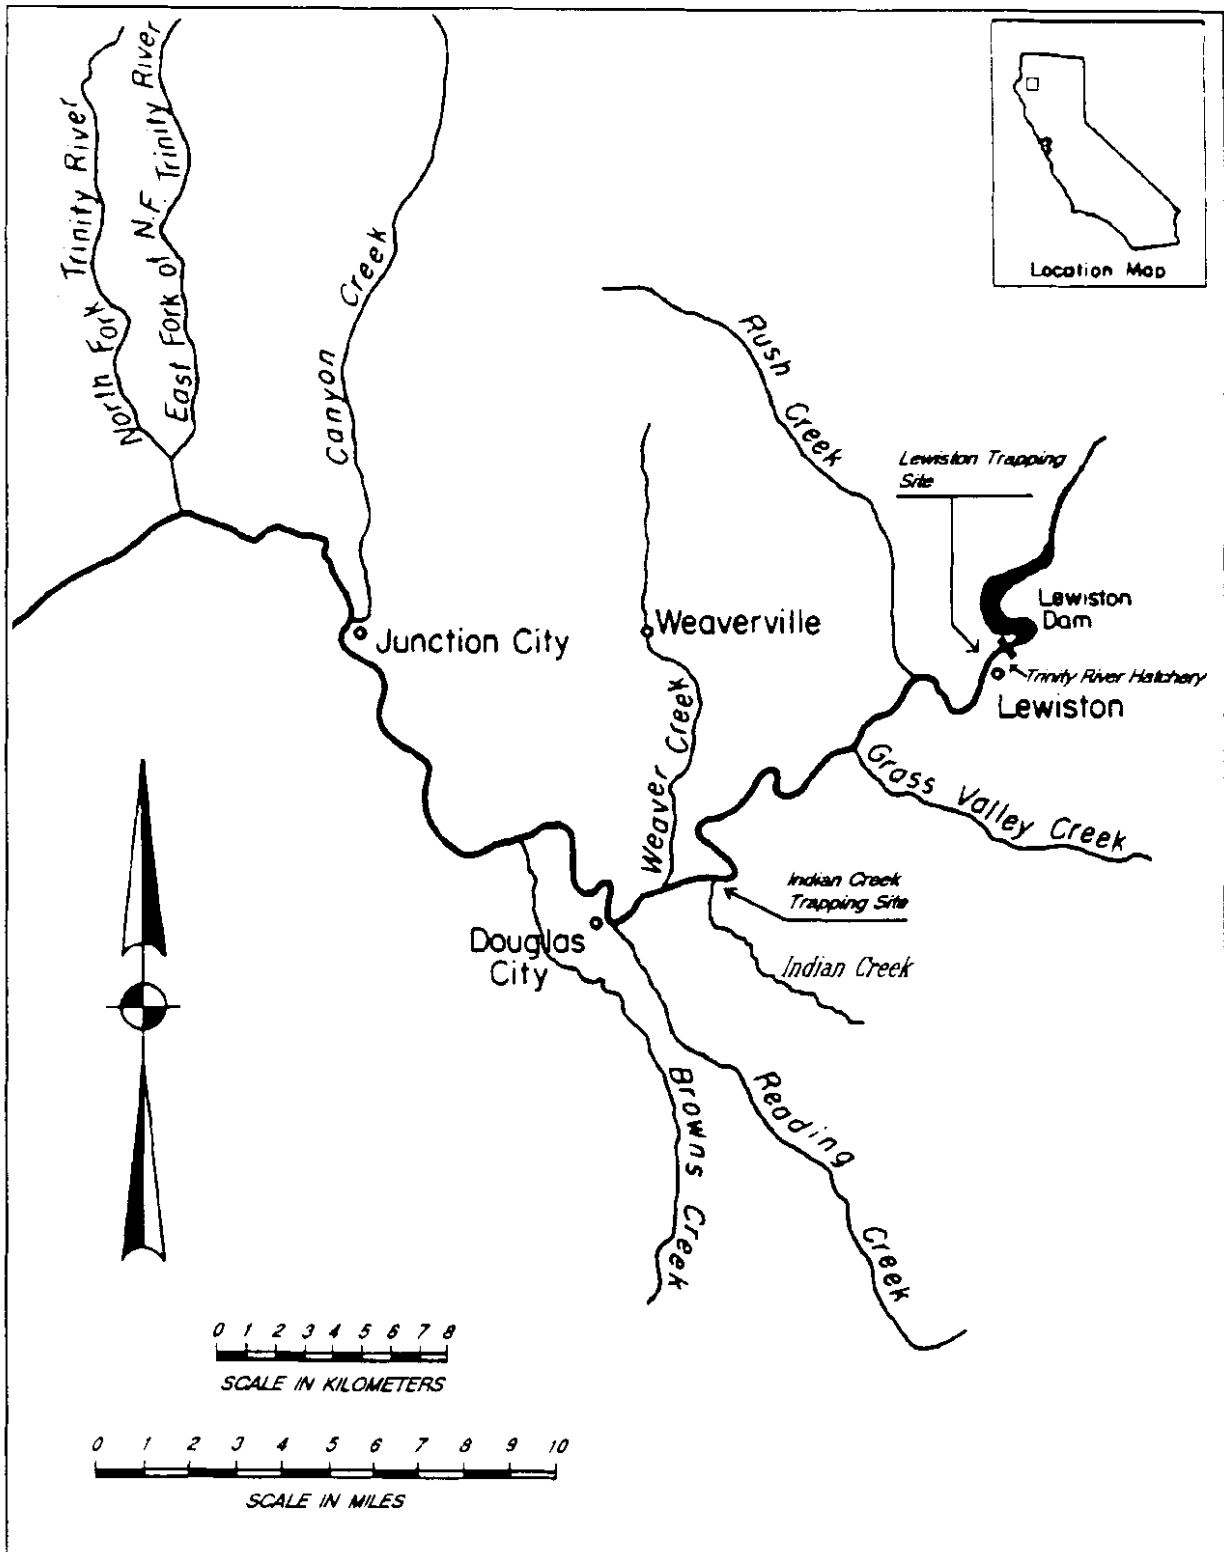 North Fork Trinity River
East Fork of N.F. Trinity River
Canyon Creek
Location Map
Rush Creek
Lewiston Trapping
Site
Lewiston
Dam
Junction City
Weaverville
Trinity River Hatchery
Lewiston
Weaver Creek
Grass Valley Creek
Indian Creek
Trapping Site
Douglas
City
Indian Creek
Browns Creek
Reading Creek
0 1 2 3 4 5 6 7 8
SCALE IN KILOMETERS
0 1 2 3 4 5 6 7 8 9 10
SCALE IN MILES